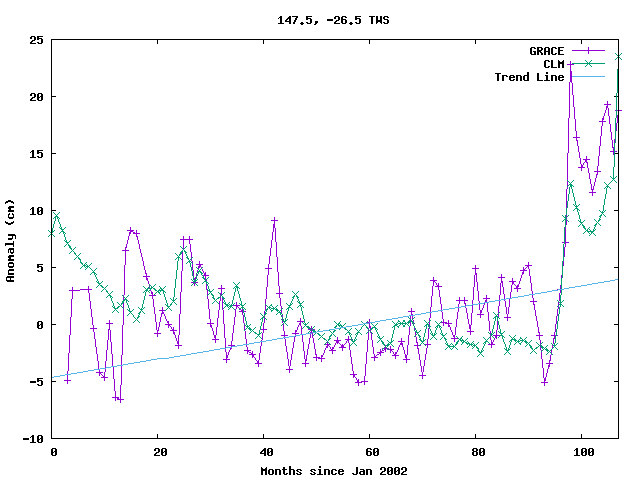 147.5, -26.5 TWS
GRACE
CLM
Trend Line
25
20
15
10
5
0
-5
-10
Anomaly (cm)
0 20 40 60 80 100
Months since Jan 2002